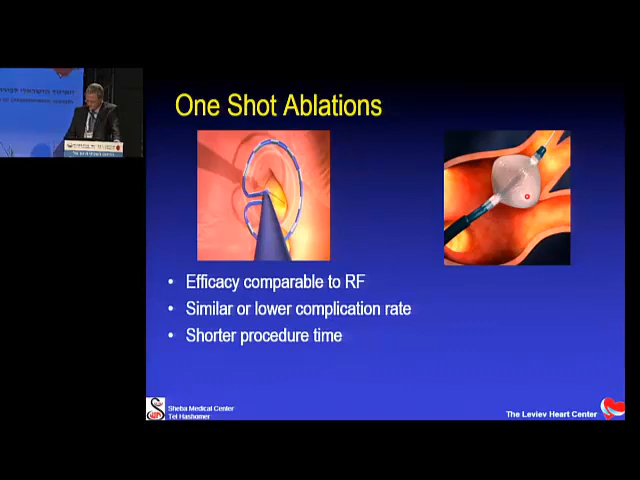 One Shot Ablations
• Efficacy comparable to RF
• Similar or lower complication rate
• Shorter procedure time
Sheba Medical Center
Tel Hashomer
The Leviev Heart Center